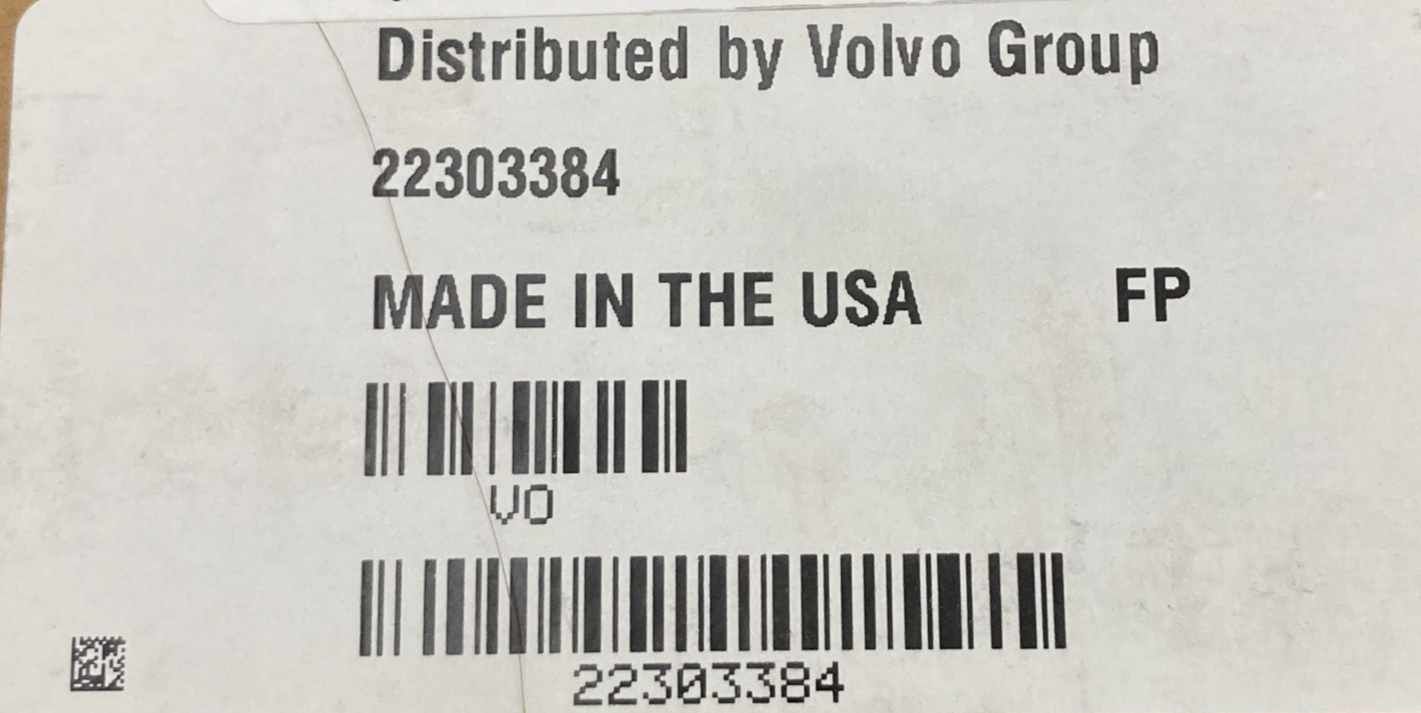 Distributed by Volvo Group
22303384
MADE IN THE USA FP
VO
22303384